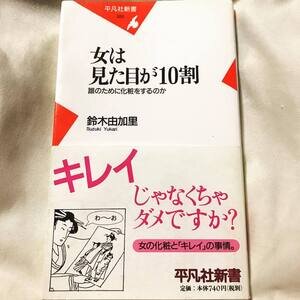 平凡社新書
女は
見た目が10割
誰のために化粧をするのか
鈴木由加里
Suzuki Yukari
キレイ
じゃなくちゃ
ダメですか?
わ〜お
女の化粧と「キレイ」の事情。
平凡社新書
定価:本体740円(税別)